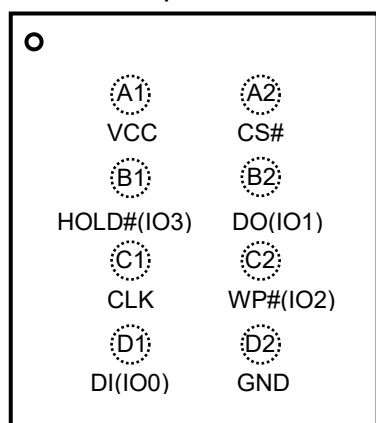 A1 A2
VCC CS#
B1 B2
HOLD#(IO3) DO(IO1)
C1 C2
CLK WP#(IO2)
D1 D2
DI(IO0) GND